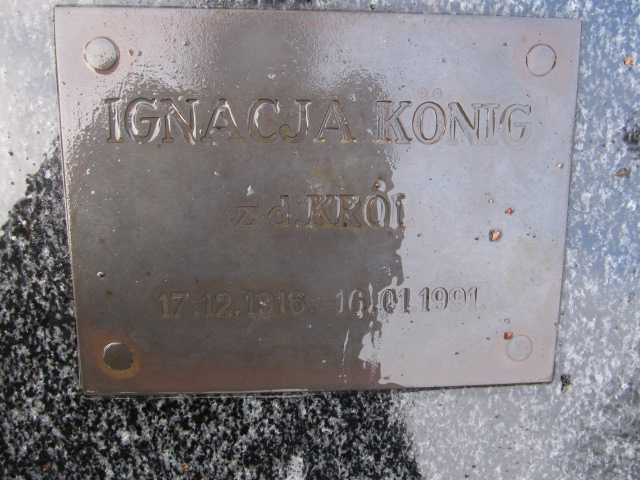 IGNACJA KÖNIG
z d. KRÓL
17.12.1916. - 16.01.1991.